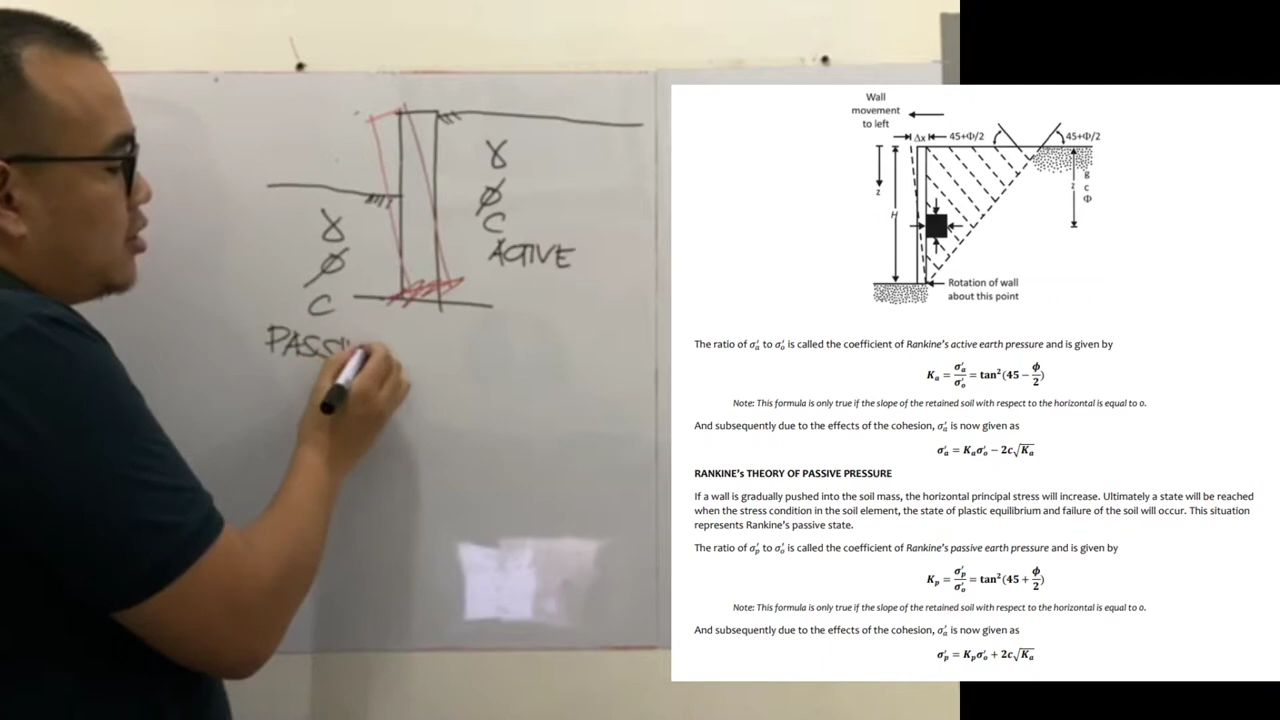 γ
φ
C
ACTIVE
γ
φ
C
PASSIV
Wall
movement
to left
Δx
45+Φ/2
45+Φ/2
z
H
z
g
c
Φ
Rotation of wall
about this point
The ratio of σ′ₐ to σ′ₒ is called the coefficient of Rankine's active earth pressure and is given by
Kₐ = σ′ₐ/σ′ₒ = tan²(45 − ϕ/2)
Note: This formula is only true if the slope of the retained soil with respect to the horizontal is equal to 0.
And subsequently due to the effects of the cohesion, σ′ₐ is now given as
σ′ₐ = Kₐσ′ₒ − 2c√Kₐ
RANKINE's THEORY OF PASSIVE PRESSURE
If a wall is gradually pushed into the soil mass, the horizontal principal stress will increase. Ultimately a state will be reached
when the stress condition in the soil element, the state of plastic equilibrium and failure of the soil will occur. This situation
represents Rankine's passive state.
The ratio of σ′ₚ to σ′ₒ is called the coefficient of Rankine's passive earth pressure and is given by
Kₚ = σ′ₚ/σ′ₒ = tan²(45 + ϕ/2)
Note: This formula is only true if the slope of the retained soil with respect to the horizontal is equal to 0.
And subsequently due to the effects of the cohesion, σ′ₐ is now given as
σ′ₚ = Kₚσ′ₒ + 2c√Kₐ